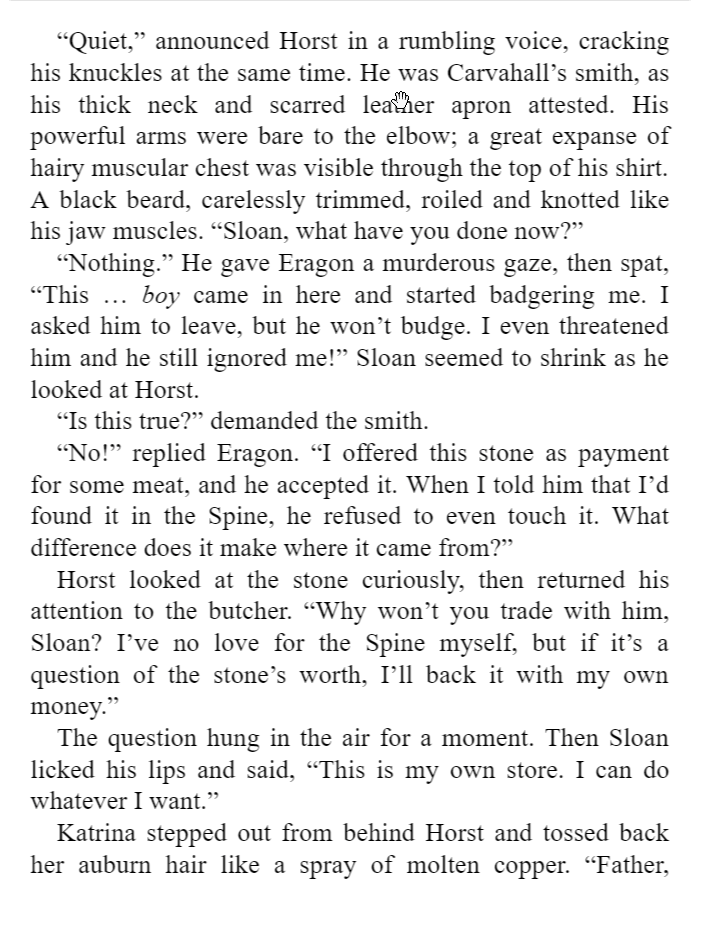 “Quiet,” announced Horst in a rumbling voice, cracking
his knuckles at the same time. He was Carvahall’s smith, as
his thick neck and scarred leather apron attested. His
powerful arms were bare to the elbow; a great expanse of
hairy muscular chest was visible through the top of his shirt.
A black beard, carelessly trimmed, roiled and knotted like
his jaw muscles. “Sloan, what have you done now?”
“Nothing.” He gave Eragon a murderous gaze, then spat,
“This … boy came in here and started badgering me. I
asked him to leave, but he won’t budge. I even threatened
him and he still ignored me!” Sloan seemed to shrink as he
looked at Horst.
“Is this true?” demanded the smith.
“No!” replied Eragon. “I offered this stone as payment
for some meat, and he accepted it. When I told him that I’d
found it in the Spine, he refused to even touch it. What
difference does it make where it came from?”
Horst looked at the stone curiously, then returned his
attention to the butcher. “Why won’t you trade with him,
Sloan? I’ve no love for the Spine myself, but if it’s a
question of the stone’s worth, I’ll back it with my own
money.”
The question hung in the air for a moment. Then Sloan
licked his lips and said, “This is my own store. I can do
whatever I want.”
Katrina stepped out from behind Horst and tossed back
her auburn hair like a spray of molten copper. “Father,